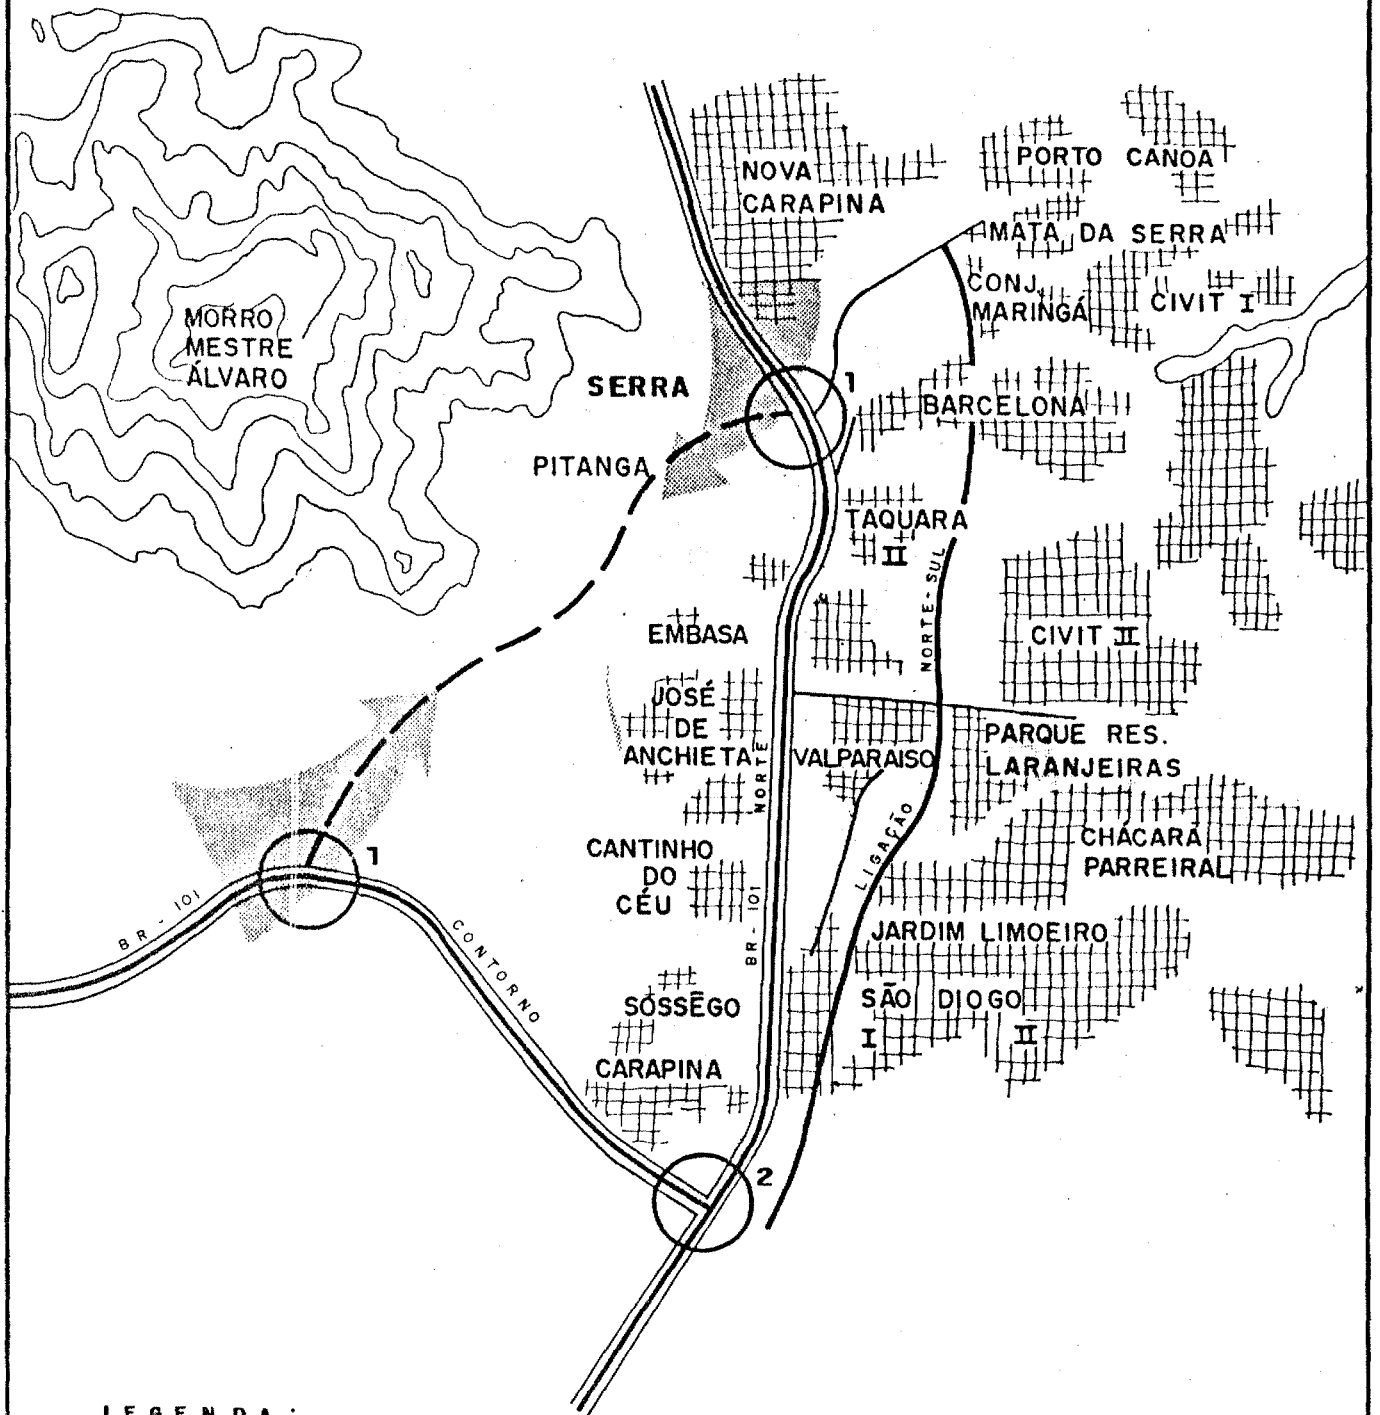 NOVA
CARAPINA
PORTO CANOA
MATA DA SERRA
CONJ.
MARINGÁ
CIVIT I
MORRO
MESTRE
ÁLVARO
SERRA
1
BARCELONA
PITANGA
TAQUARA
II
NORTE-SUL
EMBASA
CIVIT II
JOSÉ
DE
ANCHIETA
NORTE
VALPARAISO
PARQUE RES.
LARANJEIRAS
LIGAÇÃO
CHÁCARA
PARREIRAL
1
CANTINHO
DO
CÉU
BR-101
BR-101
CONTORNO
JARDIM LIMOEIRO
SOSSÊGO
SÃO DIOGO
I II
CARAPINA
2
LEGENDA: